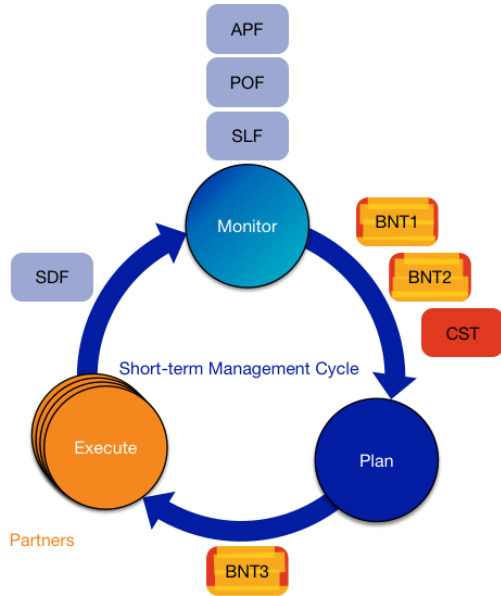 APF
POF
SLF
Monitor
BNT1
BNT2
SDF
CST
Short-term Management Cycle
Execute
Plan
Partners
BNT3